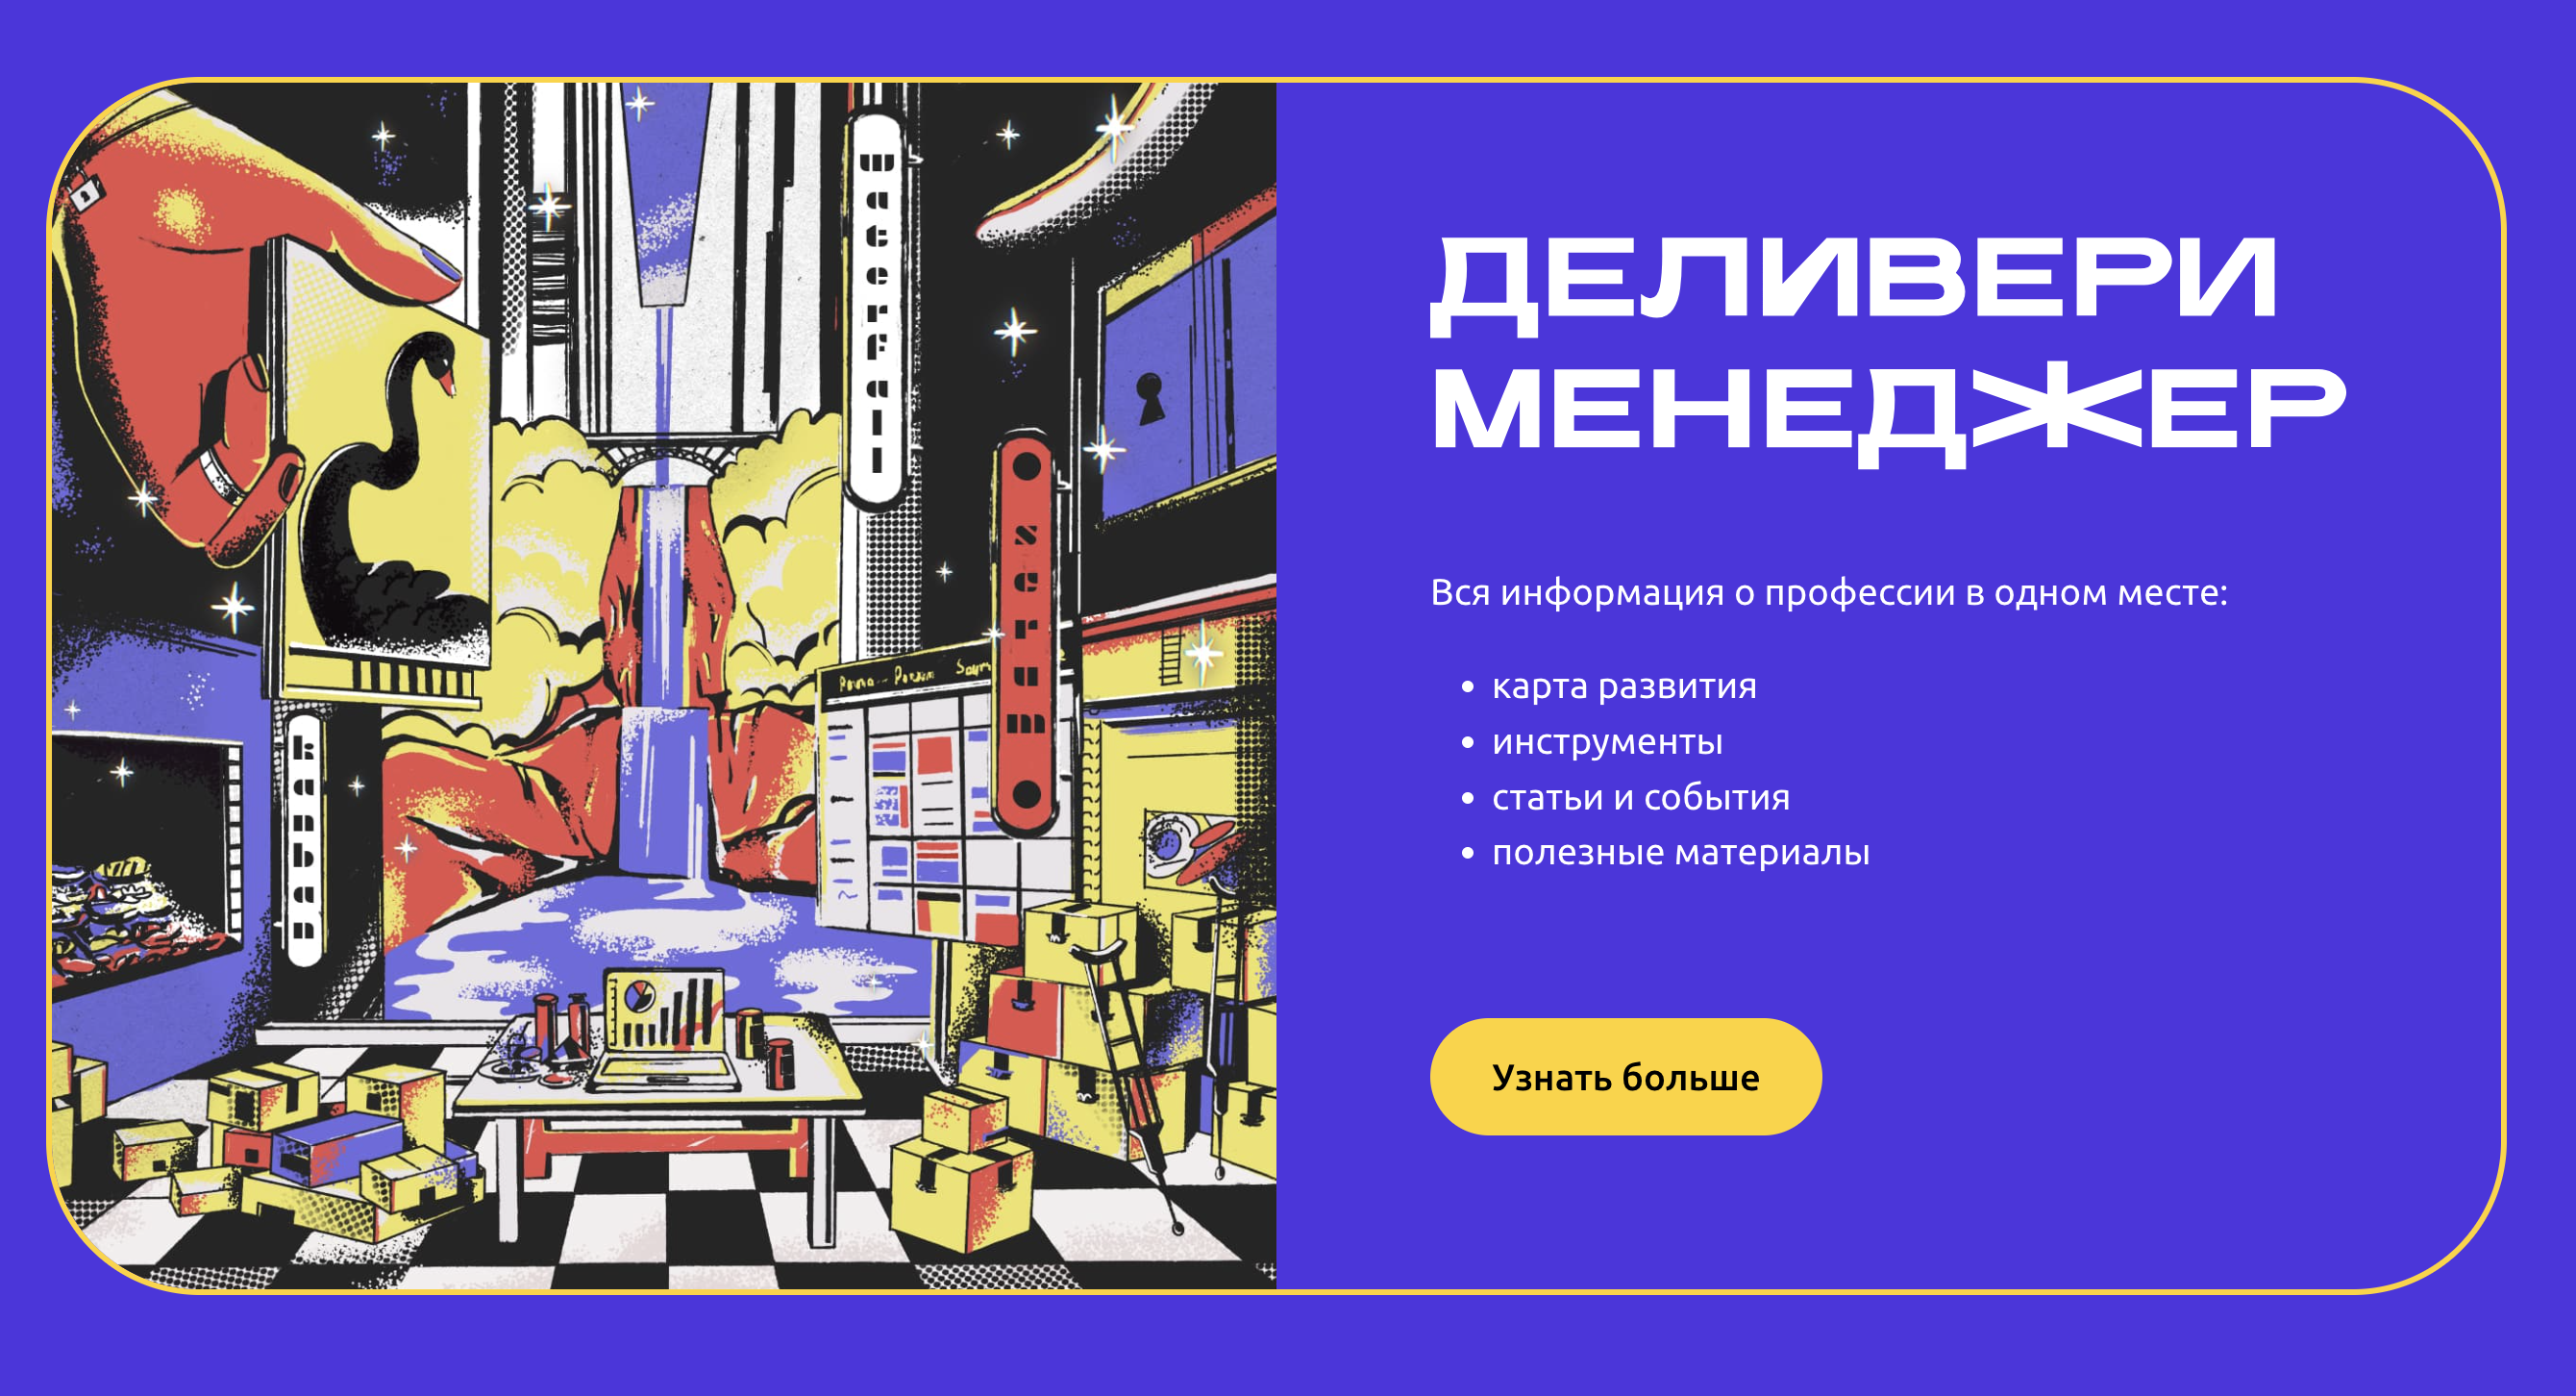 waterfall
scrum
kanban
ДЕЛИВЕРИ
МЕНЕДЖЕР
Вся информация о профессии в одном месте:
• карта развития
• инструменты
• статьи и события
• полезные материалы
Узнать больше